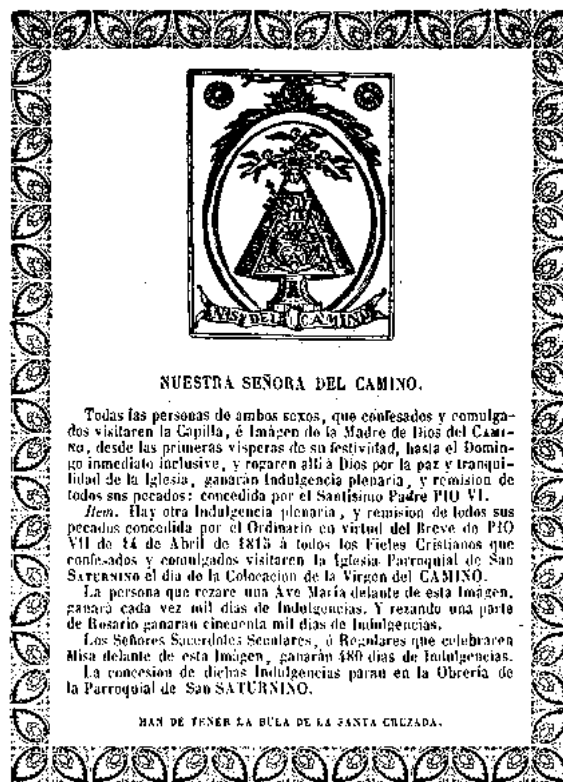 NS DEL CAMINO
NUESTRA SEÑORA DEL CAMINO.
Todas las personas de ambos sexos, que confesados y comulga-
dos visitaren la Capilla, é Imágen de la Madre de Dios del CAMI-
NO, desde las primeras vísperas de su festividad, hasta el Domin-
go inmediato inclusive, y rogaren allí à Dios por la paz y tranqui-
lidad de la Iglesia, ganarán Indulgencia plenaria, y remision de
todos sus pecados: concedida por el Santísimo Padre PIO VI.
Item. Hay otra Indulgencia plenaria, y remision de todos sus
pecados concedida por el Ordinario en virtud del Breve de PIO
VII de 14 de Abril de 1815 à todos los Fieles Cristianos que
confesados y comulgados visitaren la Iglesia Parroquial de San
SATURNINO el dia de la Colocacion de la Virgen del CAMINO.
La persona que rezare una Ave María delante de esta Imágen,
ganará cada vez mil dias de Indulgencias. Y rezando una parte
de Rosario ganarán cincuenta mil dias de Indulgencias.
Los Señores Sacerdotes Seculares, ó Regulares que celebraren
Misa delante de esta Imágen, ganarán 480 dias de Indulgencias.
La concesion de dichas Indulgencias paran en la Obrería de
la Parroquial de San SATURNINO.
HAN DE TENER LA BULA DE LA SANTA CRUZADA.